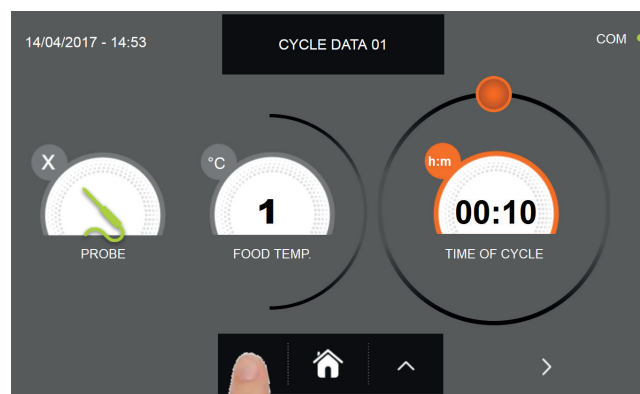 14/04/2017 - 14:53
CYCLE DATA 01
COM
X
°C
h:m
1
00:10
PROBE
FOOD TEMP.
TIME OF CYCLE